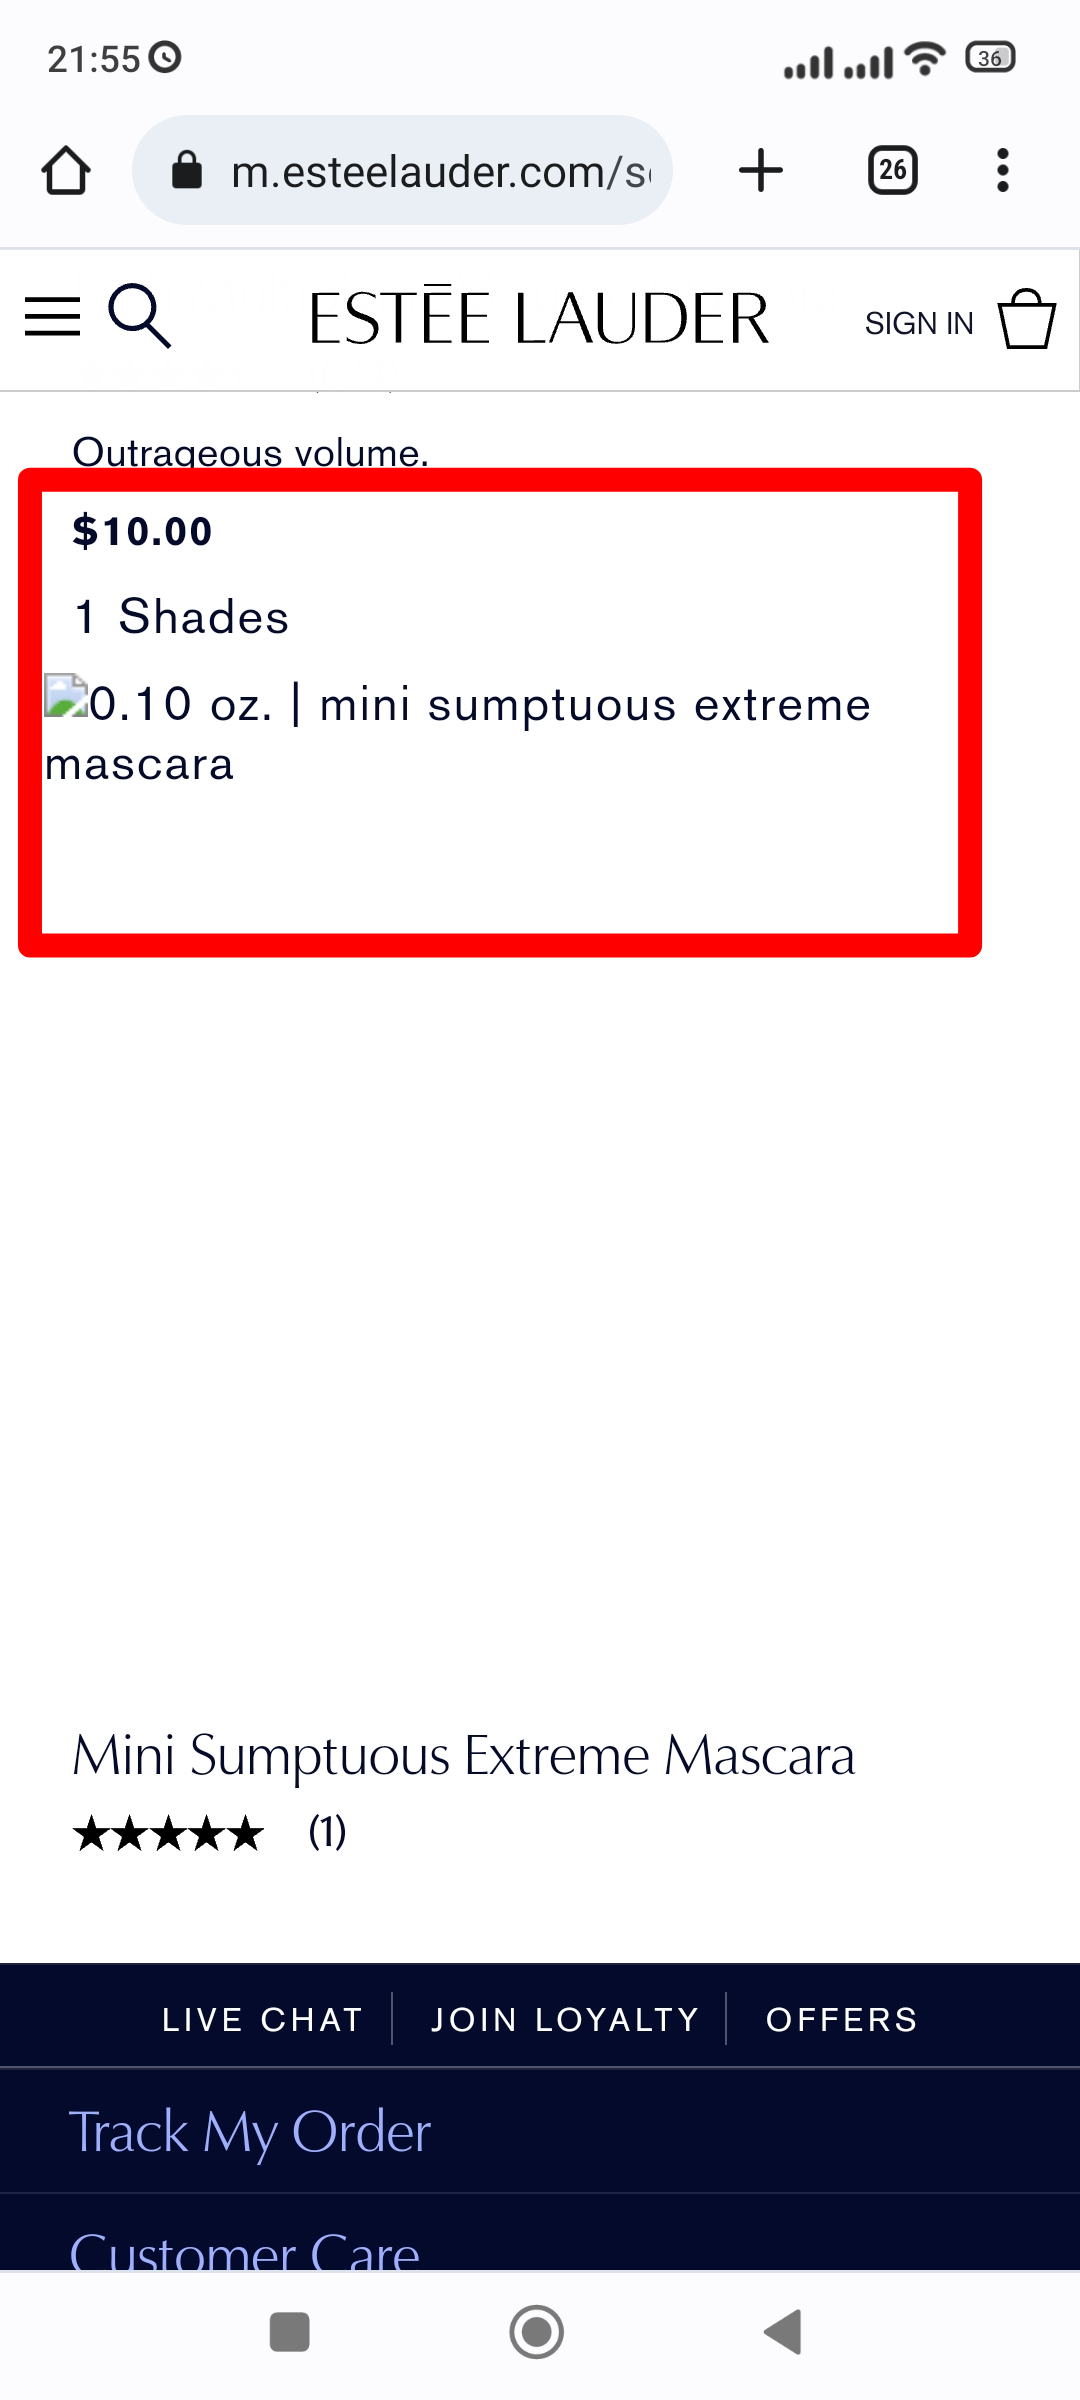 21:55
36
m.esteelauder.com/s
26
ESTĒE LAUDER
SIGN IN
Outrageous volume.
$10.00
1 Shades
0.10 oz. | mini sumptuous extreme
mascara
Mini Sumptuous Extreme Mascara
★★★★★ (1)
LIVE CHAT
JOIN LOYALTY
OFFERS
Track My Order
Customer Care